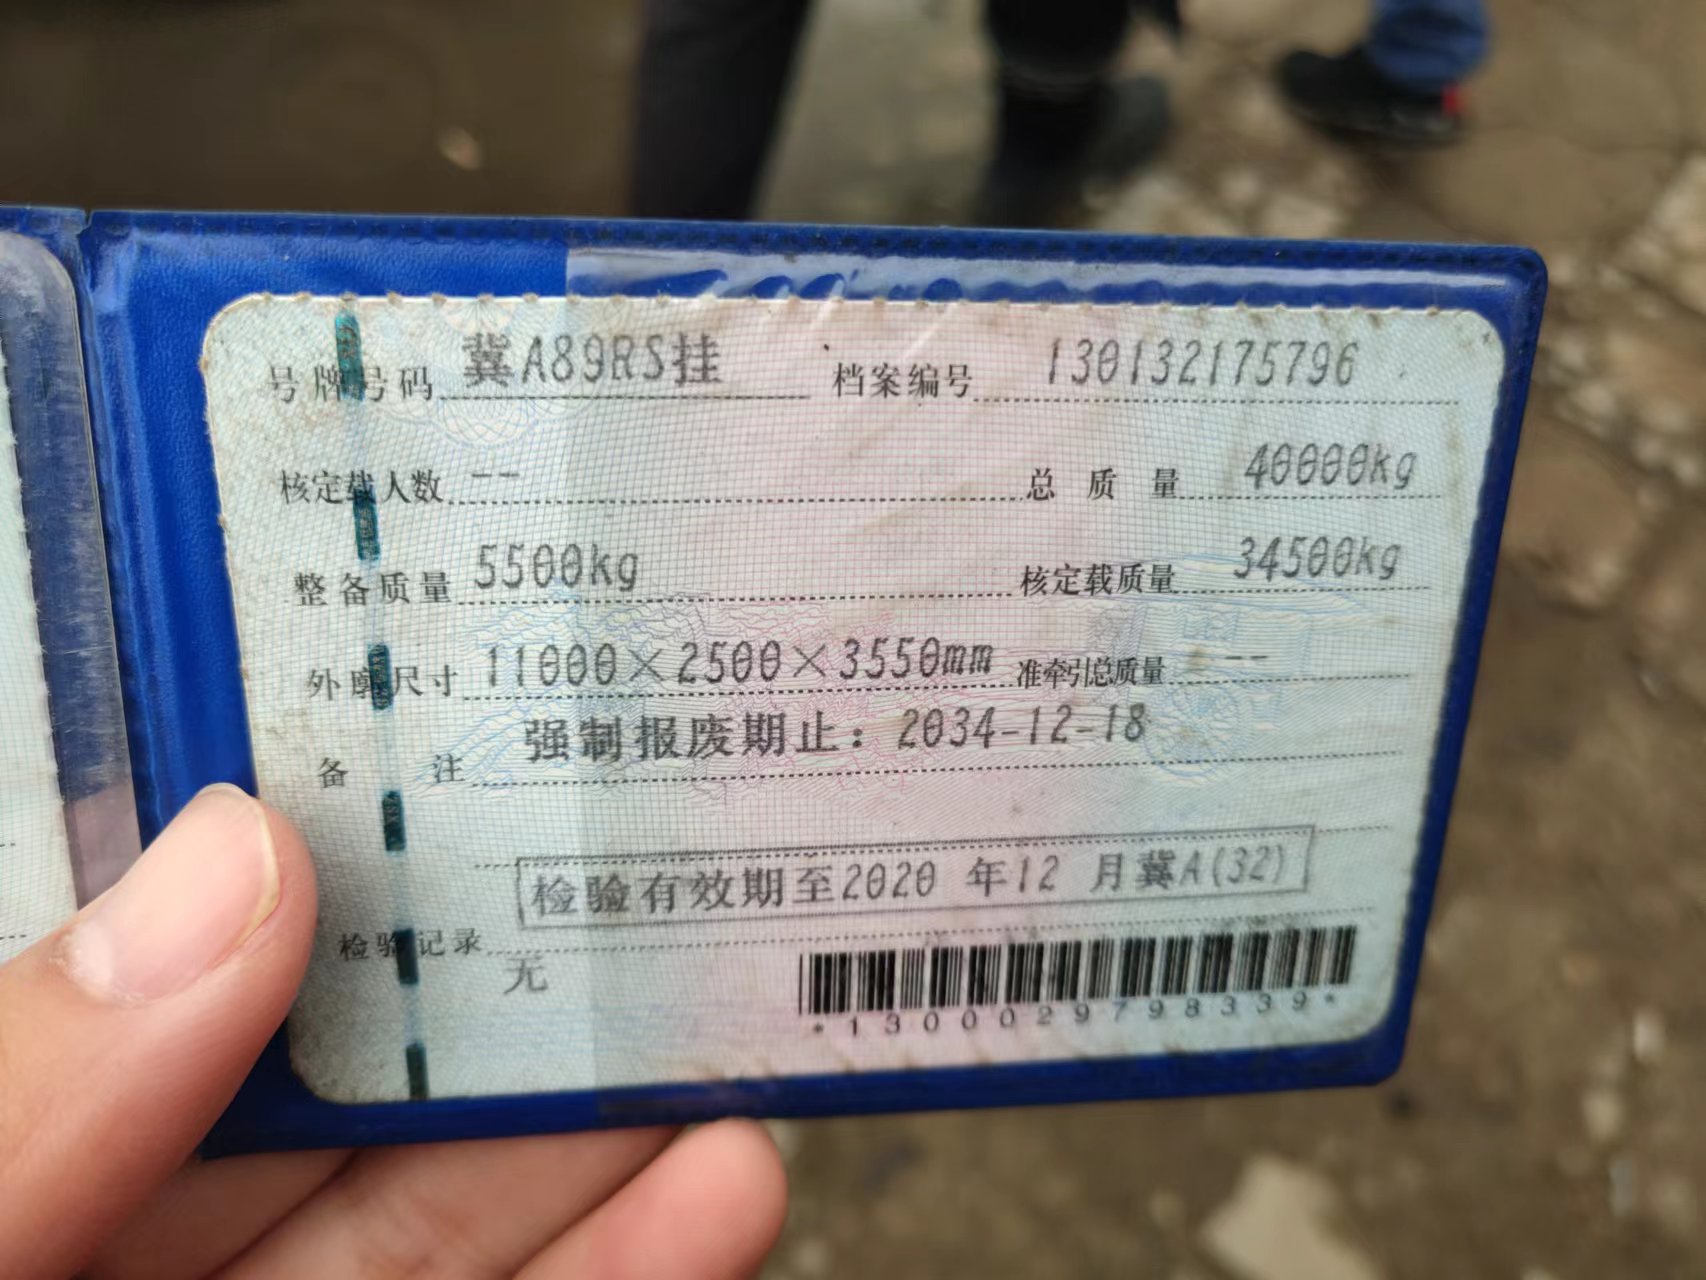 号牌号码 冀A89RS挂 档案编号 130132175796
核定载人数 -- 总质量 40000kg
整备质量 5500kg 核定载质量 34500kg
外廓尺寸 11000×2500×3550mm 准牵引总质量 --
备注 强制报废期止：2034-12-18
检验有效期至2020 年12 月冀A(32)
检验记录
无
*1300029798339*